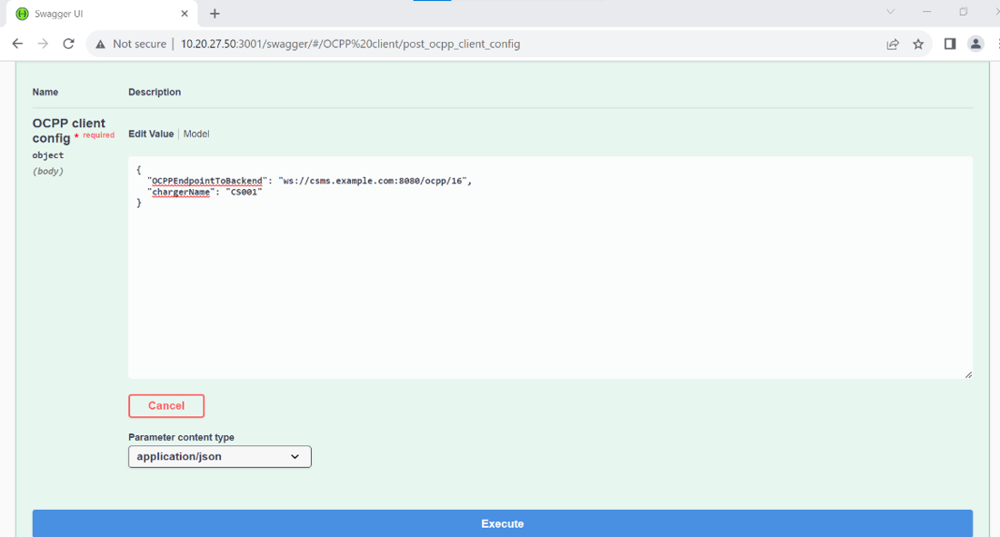 Swagger UI
Not secure | 10.20.27.50:3001/swagger/#/OCPP%20client/post_ocpp_client_config
Name Description
OCPP client config * required
object
(body)
Edit Value | Model
{
"OCPPEndpointToBackend": "ws://csms.example.com:8080/ocpp/16",
"chargerName": "CS001"
}
Cancel
Parameter content type
application/json
Execute